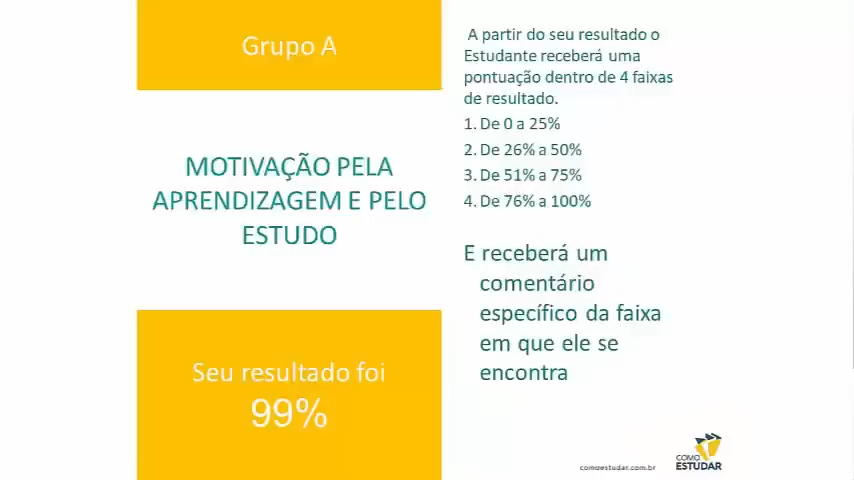 Grupo A
MOTIVAÇÃO PELA
APRENDIZAGEM E PELO
ESTUDO
Seu resultado foi
99%
A partir do seu resultado o
Estudante receberá uma
pontuação dentro de 4 faixas
de resultado.
1. De 0 a 25%
2. De 26% a 50%
3. De 51% a 75%
4. De 76% a 100%
E receberá um
comentário
específico da faixa
em que ele se
encontra
comoestudar.com.br
COMO
ESTUDAR